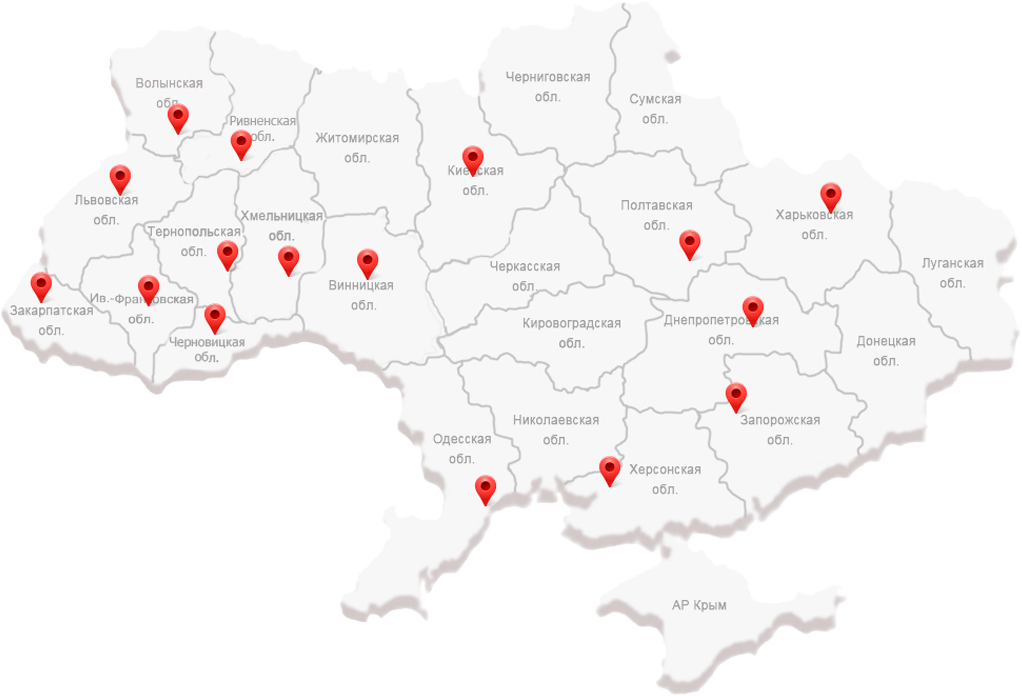 Черниговская
обл.
Волынская
обл.
Сумская
обл.
Ривненская
обл.
Житомирская
обл.
Киевская
обл.
Львовская
обл.
Полтавская
обл.
Хмельницкая
обл.
Харьковская
обл.
Тернопольская
обл.
Черкасская
обл.
Луганская
обл.
Винницкая
обл.
Ив.-Франковская
обл.
Закарпатская
обл.
Кировоградская
обл.
Днепропетровская
обл.
Черновицкая
обл.
Донецкая
обл.
Николаевская
обл.
Запорожская
обл.
Одесская
обл.
Херсонская
обл.
АР Крым